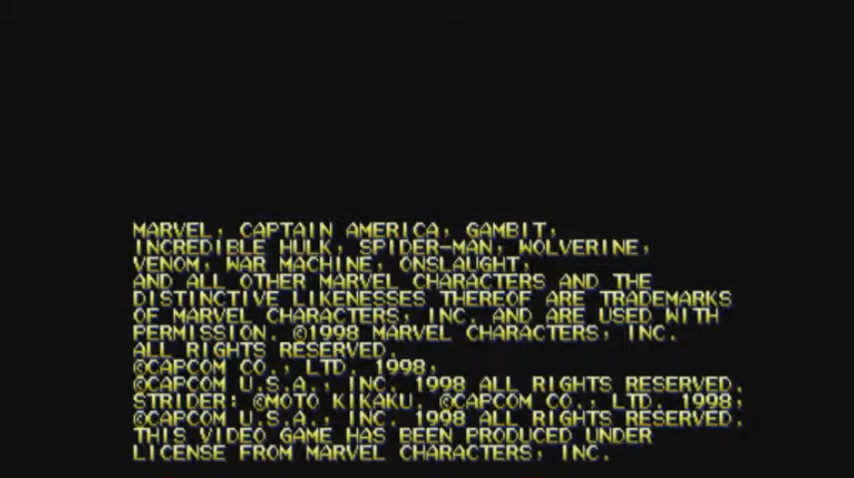 MARVEL, CAPTAIN AMERICA, GAMBIT,
INCREDIBLE HULK, SPIDER-MAN, WOLVERINE,
VENOM, WAR MACHINE, ONSLAUGHT,
AND ALL OTHER MARVEL CHARACTERS AND THE
DISTINCTIVE LIKENESSES THEREOF ARE TRADEMARKS
OF MARVEL CHARACTERS, INC. AND ARE USED WITH
PERMISSION. ©1998 MARVEL CHARACTERS, INC.
ALL RIGHTS RESERVED.
©CAPCOM CO., LTD. 1998,
©CAPCOM U.S.A., INC. 1998 ALL RIGHTS RESERVED.
STRIDER: ©MOTO KIKAKU. ©CAPCOM CO., LTD. 1998,
©CAPCOM U.S.A., INC. 1998 ALL RIGHTS RESERVED.
THIS VIDEO GAME HAS BEEN PRODUCED UNDER
LICENSE FROM MARVEL CHARACTERS, INC.